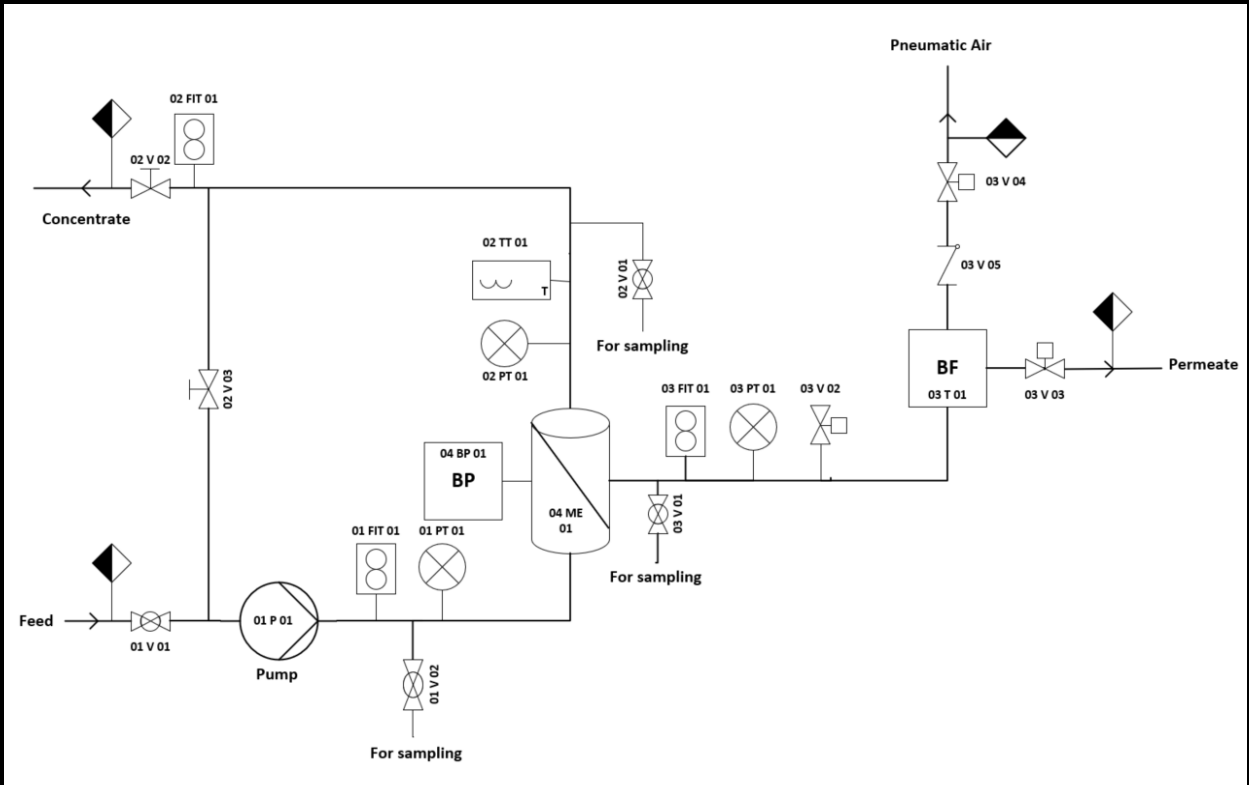 Pneumatic Air
02 FIT 01
02 V 02
03 V 04
Concentrate
02 TT 01
T
02 V 01
03 V 05
For sampling
02 PT 01
BF
03 T 01
Permeate
03 V 03
02 V 03
03 FIT 01
03 PT 01
03 V 02
04 BP 01
BP
04 ME
01
03 V 01
01 FIT 01
01 PT 01
For sampling
Feed
01 V 01
01 P 01
Pump
01 V 02
For sampling